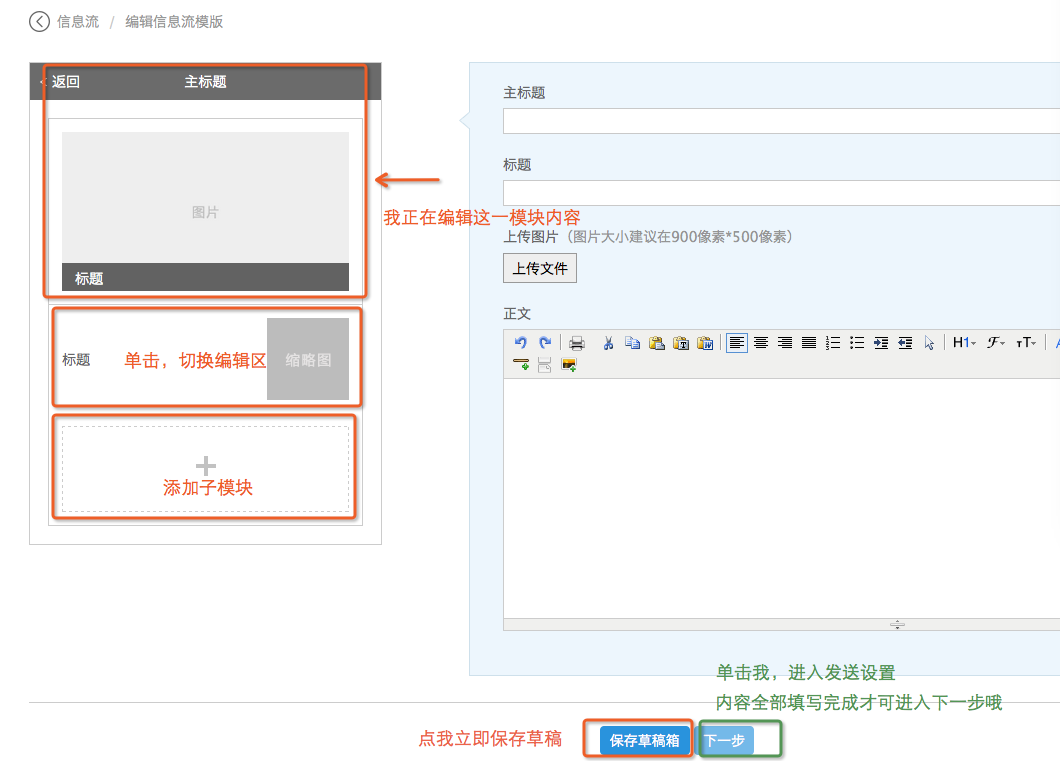 信息流 / 编辑信息流模版
< 返回
主标题
图片
标题
标题
单击，切换编辑区
缩略图
添加子模块
我正在编辑这一模块内容
主标题
标题
上传图片（图片大小建议在900像素*500像素）
上传文件
正文
H1
ℱ
тT
A
单击我，进入发送设置
内容全部填写完成才可进入下一步哦
点我立即保存草稿
保存草稿箱
下一步